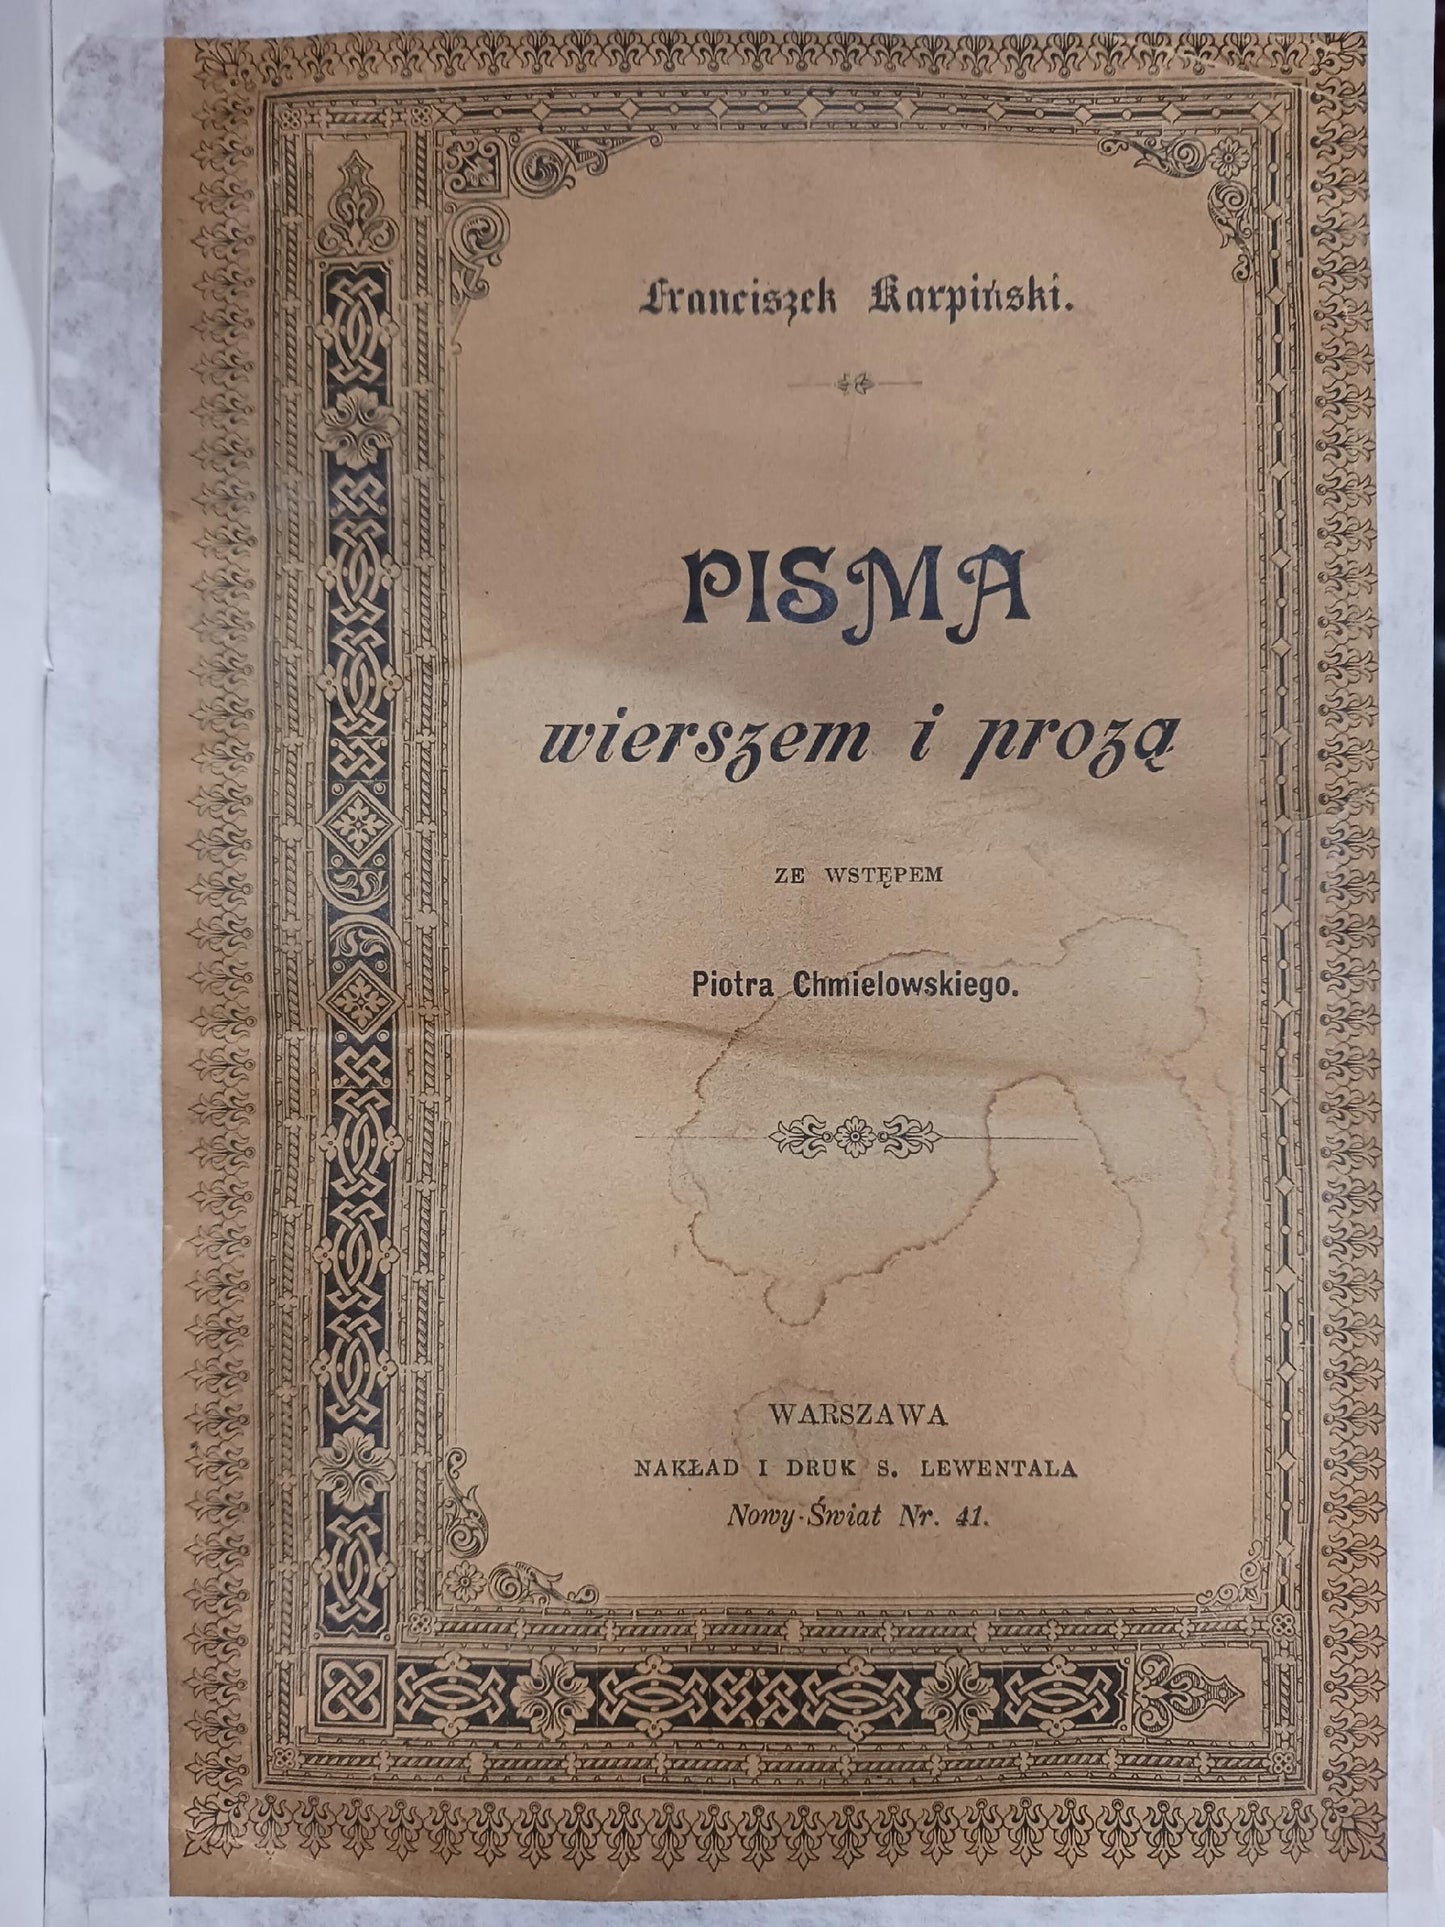 Franciszek Karpiński.
PISMA
wierszem i prozą
ZE WSTĘPEM
Piotra Chmielowskiego.
WARSZAWA
NAKŁAD I DRUK S. LEWENTALA
Nowy-Świat Nr. 41.